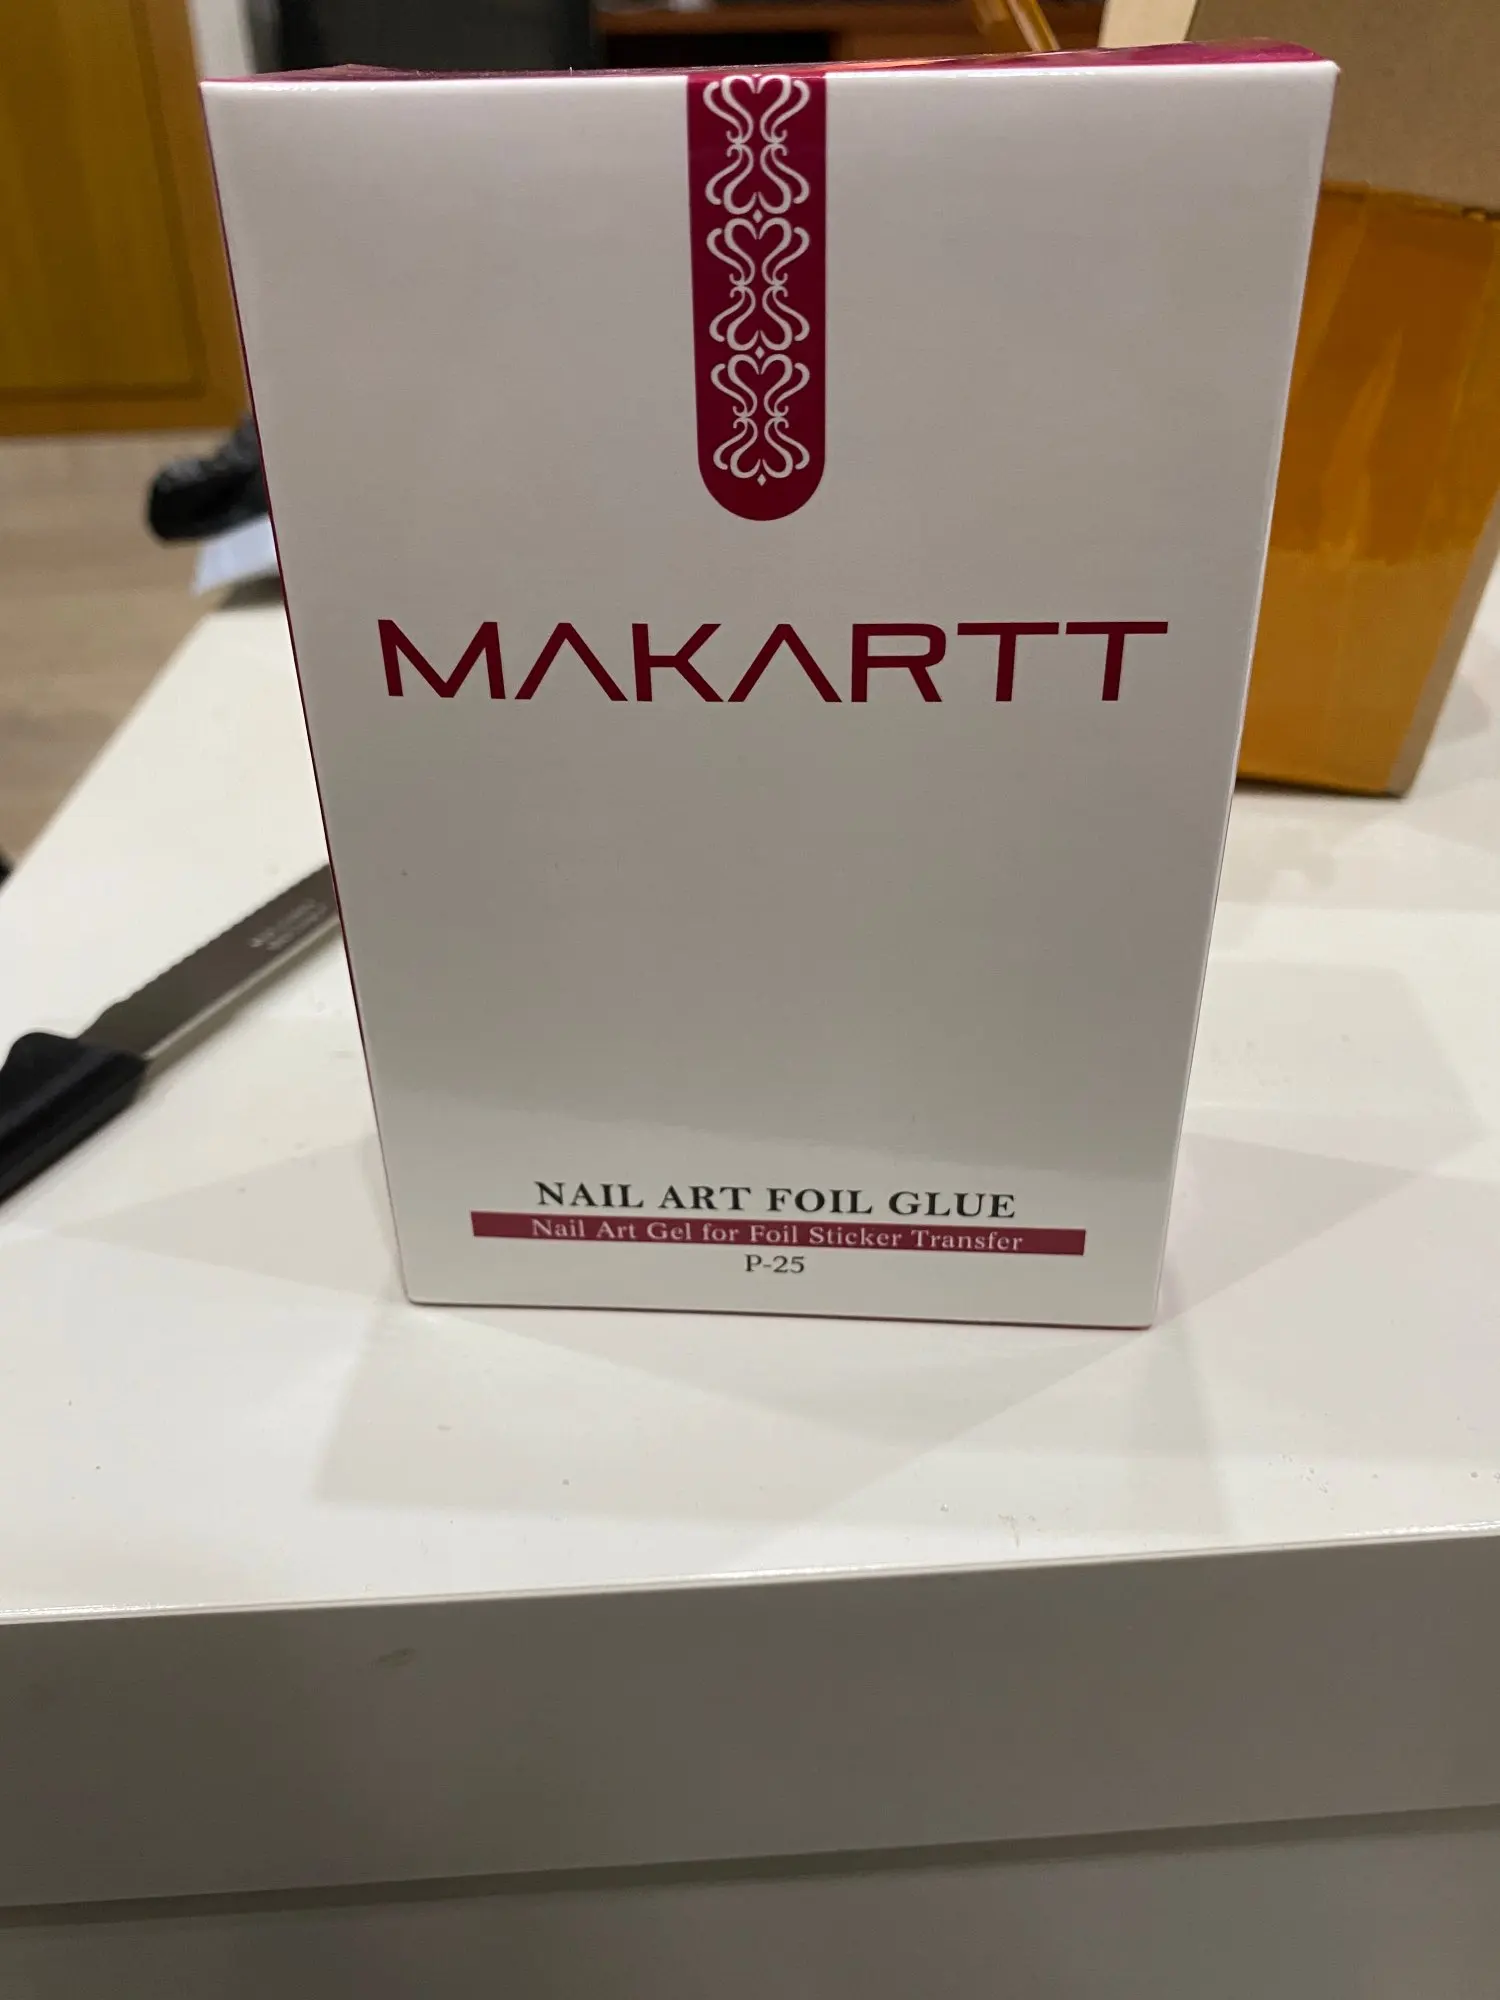 MAKARTT
NAIL ART FOIL GLUE
Nail Art Gel for Foil Sticker Transfer
P-25